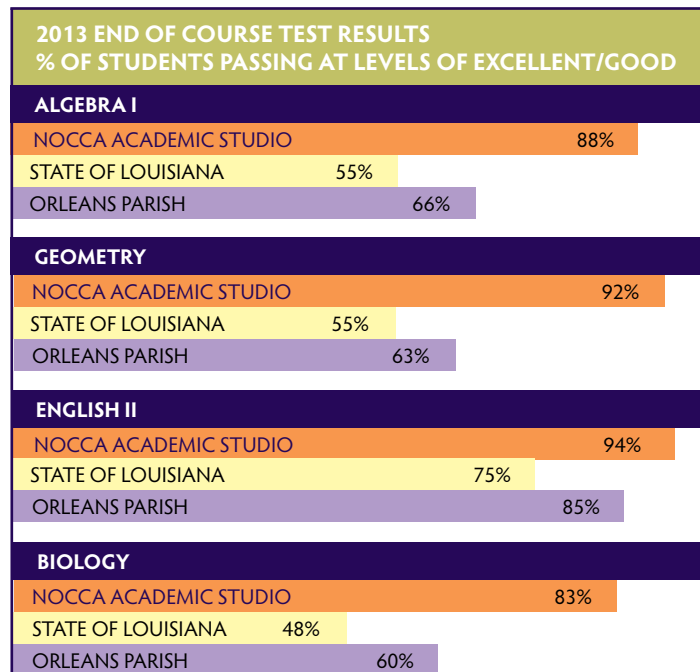 2013 END OF COURSE TEST RESULTS
% OF STUDENTS PASSING AT LEVELS OF EXCELLENT/GOOD
ALGEBRA I
NOCCA ACADEMIC STUDIO 88%
STATE OF LOUISIANA 55%
ORLEANS PARISH 66%
GEOMETRY
NOCCA ACADEMIC STUDIO 92%
STATE OF LOUISIANA 55%
ORLEANS PARISH 63%
ENGLISH II
NOCCA ACADEMIC STUDIO 94%
STATE OF LOUISIANA 75%
ORLEANS PARISH 85%
BIOLOGY
NOCCA ACADEMIC STUDIO 83%
STATE OF LOUISIANA 48%
ORLEANS PARISH 60%